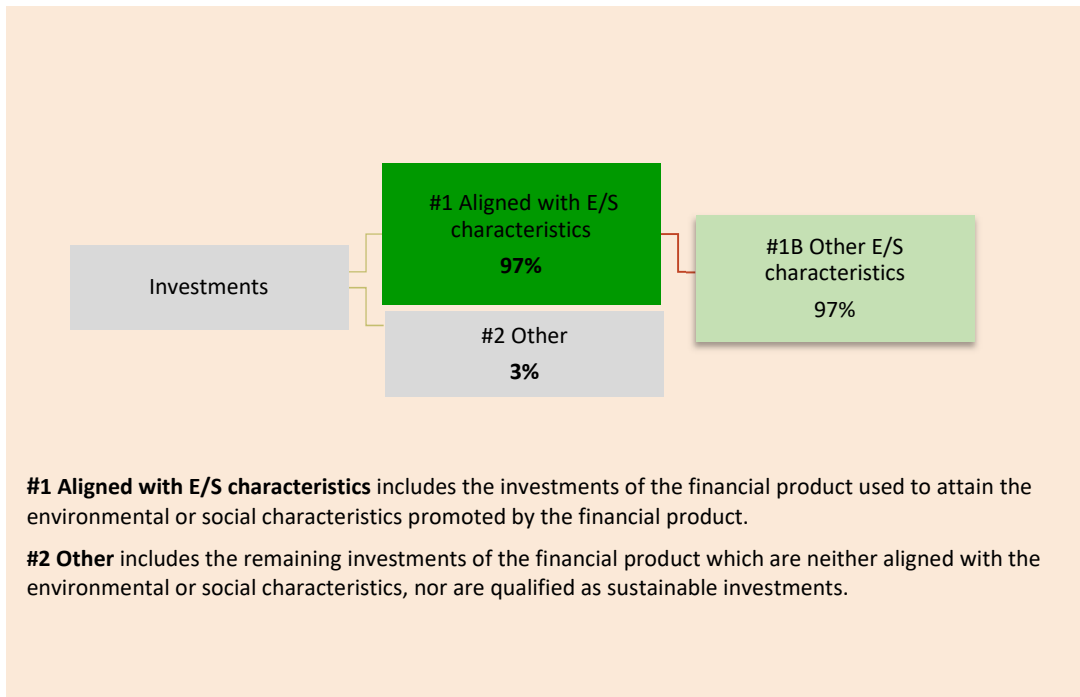 #1 Aligned with E/S
characteristics
97%
Investments
#1B Other E/S
characteristics
97%
#2 Other
3%
#1 Aligned with E/S characteristics includes the investments of the financial product used to attain the
environmental or social characteristics promoted by the financial product.
#2 Other includes the remaining investments of the financial product which are neither aligned with the
environmental or social characteristics, nor are qualified as sustainable investments.